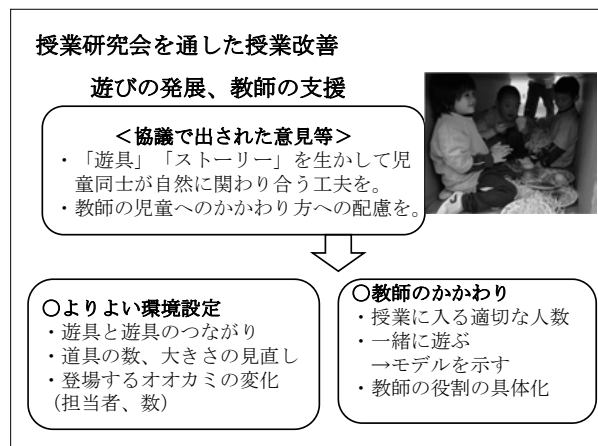 授業研究会を通した授業改善
遊びの発展、教師の支援
＜協議で出された意見等＞
・「遊具」「ストーリー」を生かして児
童同士が自然に関わり合う工夫を。
・教師の児童へのかかわり方への配慮を。
○よりよい環境設定
・遊具と遊具のつながり
・道具の数、大きさの見直し
・登場するオオカミの変化
（担当者、数）
○教師のかかわり
・授業に入る適切な人数
・一緒に遊ぶ
→モデルを示す
・教師の役割の具体化